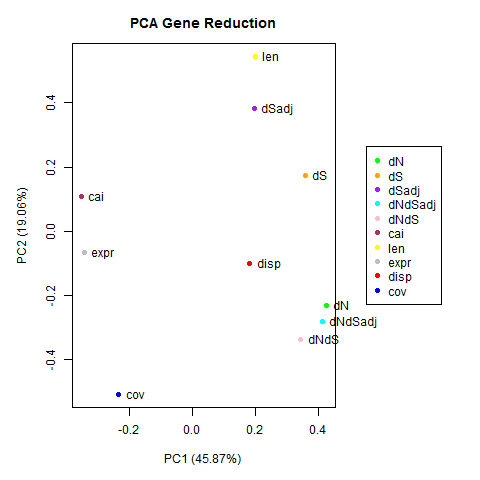 PCA Gene Reduction
len
dSadj
dS
cai
expr
disp
dN
dNdSadj
dNdS
cov
PC2 (19.06%)
0.4
0.2
0.0
-0.2
-0.4
-0.2
0.0
0.2
0.4
PC1 (45.87%)
dN
dS
dSadj
dNdSadj
dNdS
cai
len
expr
disp
cov